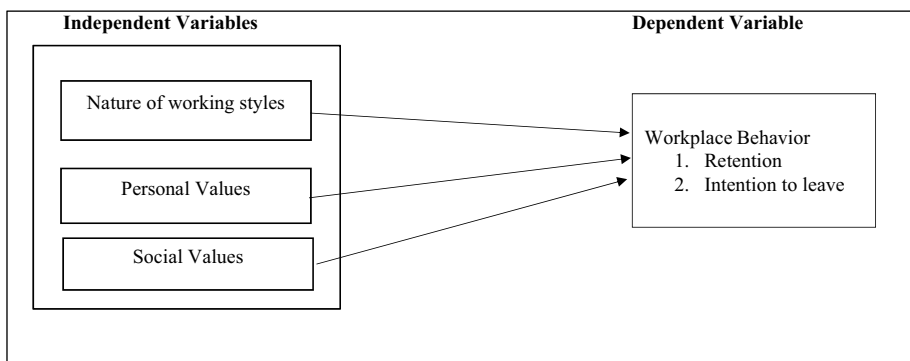 Independent Variables
Dependent Variable
Nature of working styles
Personal Values
Social Values
Workplace Behavior
1. Retention
2. Intention to leave